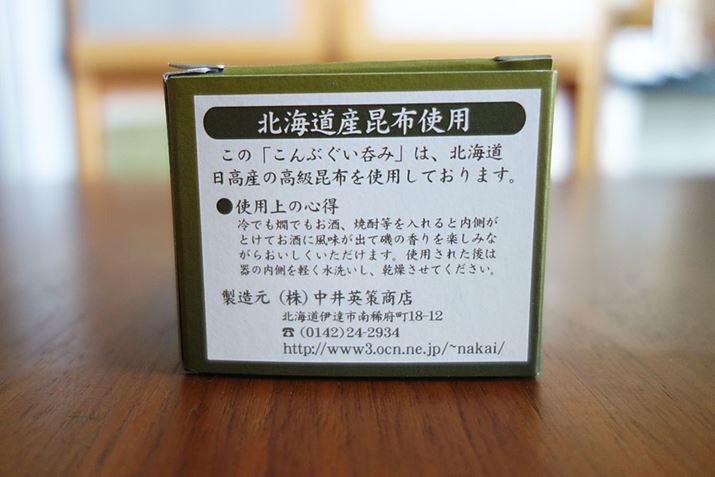 北海道産昆布使用
この「こんぶぐい呑み」は、北海道
日高産の高級昆布を使用しております。
●使用上の心得
冷でも燗でもお酒、焼酎等を入れると内側が
とけてお酒に風味が出て磯の香りを楽しみな
がらおいしくいただけます。使用された後は
器の内側を軽く水洗いし、乾燥させてください。
製造元 (株)中井英策商店
北海道伊達市南稀府町18-12
☎(0142)24-2934
http://www3.ocn.ne.jp/~nakai/